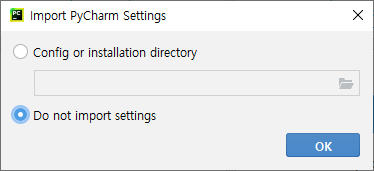 Import PyCharm Settings
Config or installation directory
Do not import settings
OK